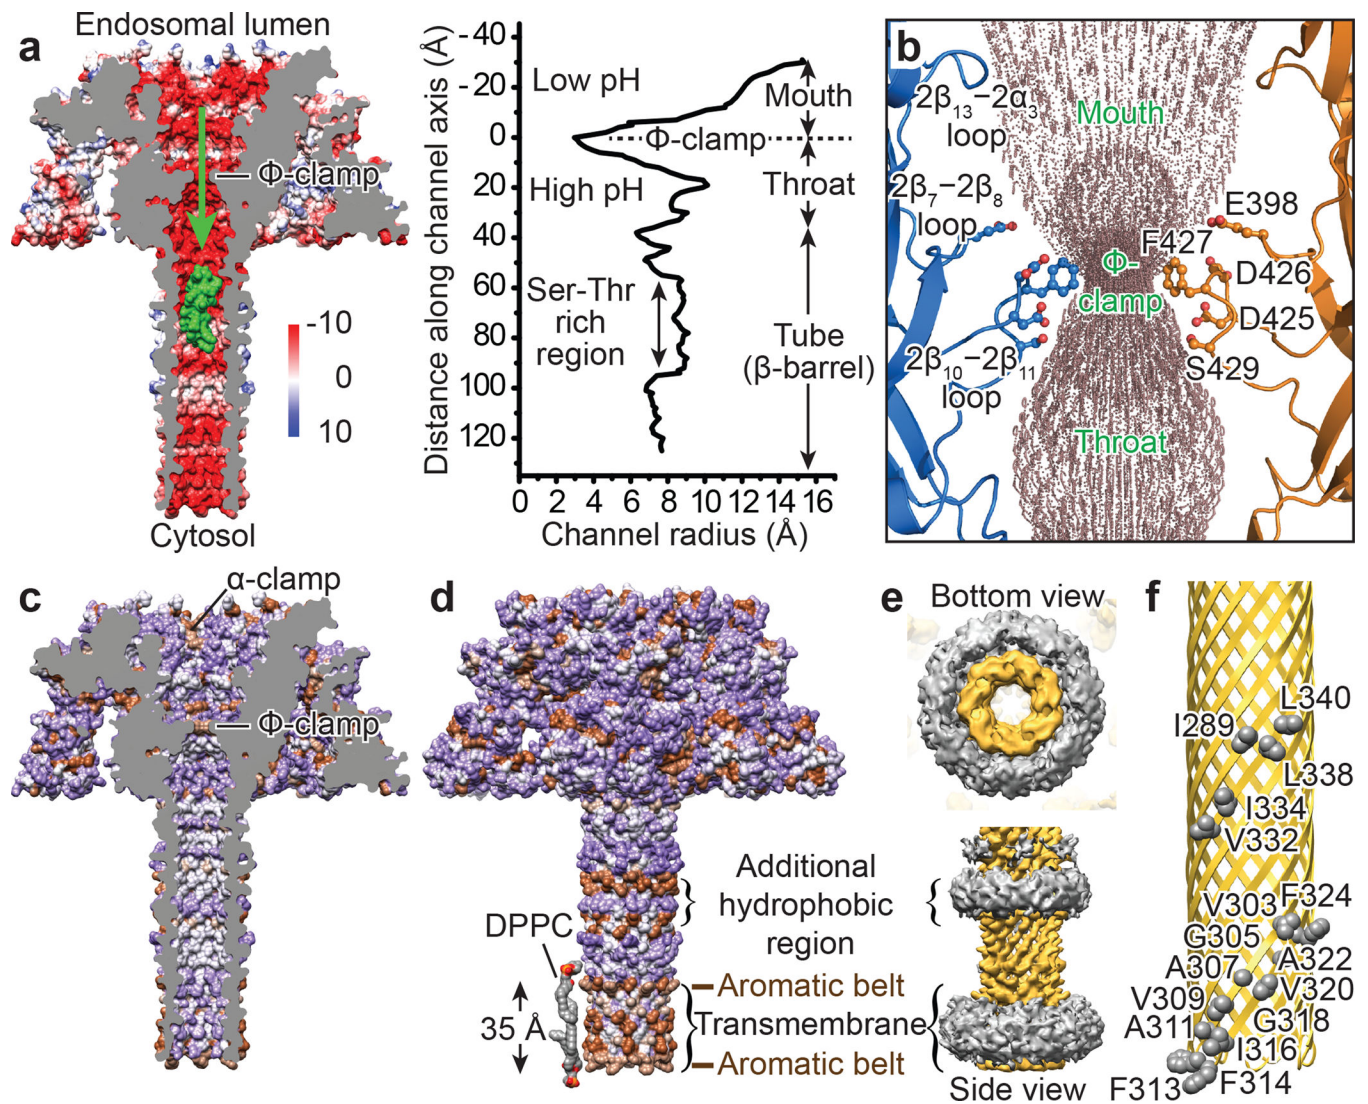 a
Endosomal lumen
Φ-clamp
-10
0
10
Cytosol
Distance along channel axis (Å)
-40
-20
0
20
40
60
80
100
120
Low pH
Mouth
Φ-clamp
High pH
Throat
Ser-Thr
rich
region
Tube
(β-barrel)
0 2 4 6 8 10 12 14 16
Channel radius (Å)
b
2β13−2α3
loop
Mouth
2β7−2β8
loop
E398
F427
Φ-
clamp
D426
D425
2β10−2β11
loop
S429
Throat
c
α-clamp
Φ-clamp
d
DPPC
35 Å
Additional
hydrophobic
region
Aromatic belt
Transmembrane
Aromatic belt
e
Bottom view
Side view
f
L340
I289
L338
I334
V332
F324
V303
G305
A322
A307
V320
V309
G318
A311
I316
F313
F314